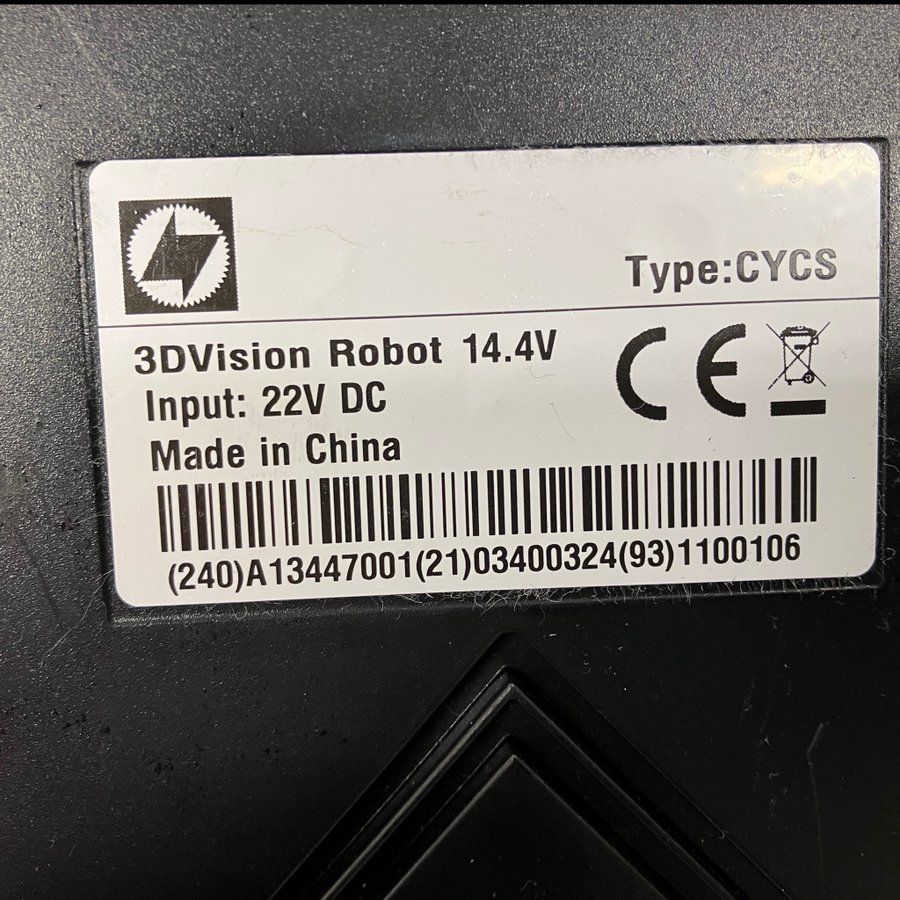 Type:CYCS
3DVision Robot 14.4V
Input: 22V DC
Made in China
(240)A13447001(21)03400324(93)1100106